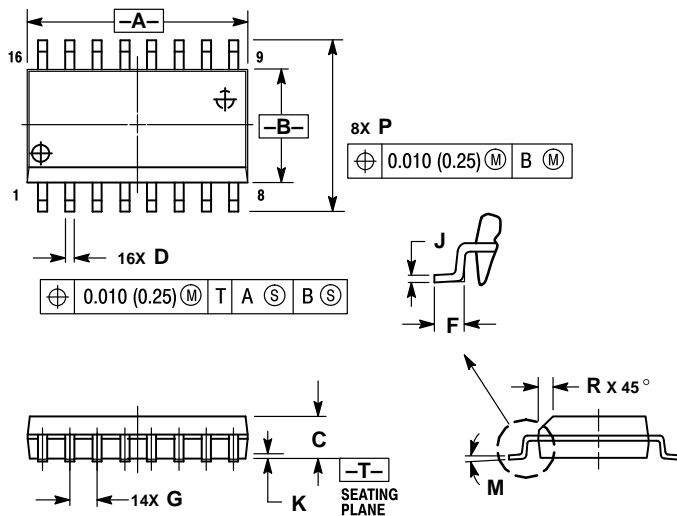 –A–
16 9
–B–
8X P
⌖ 0.010 (0.25) Ⓜ B Ⓜ
1 8
16X D
⌖ 0.010 (0.25) Ⓜ T A Ⓢ B Ⓢ
J
F
R X 45°
C
–T–
SEATING
PLANE
14X G
K
M